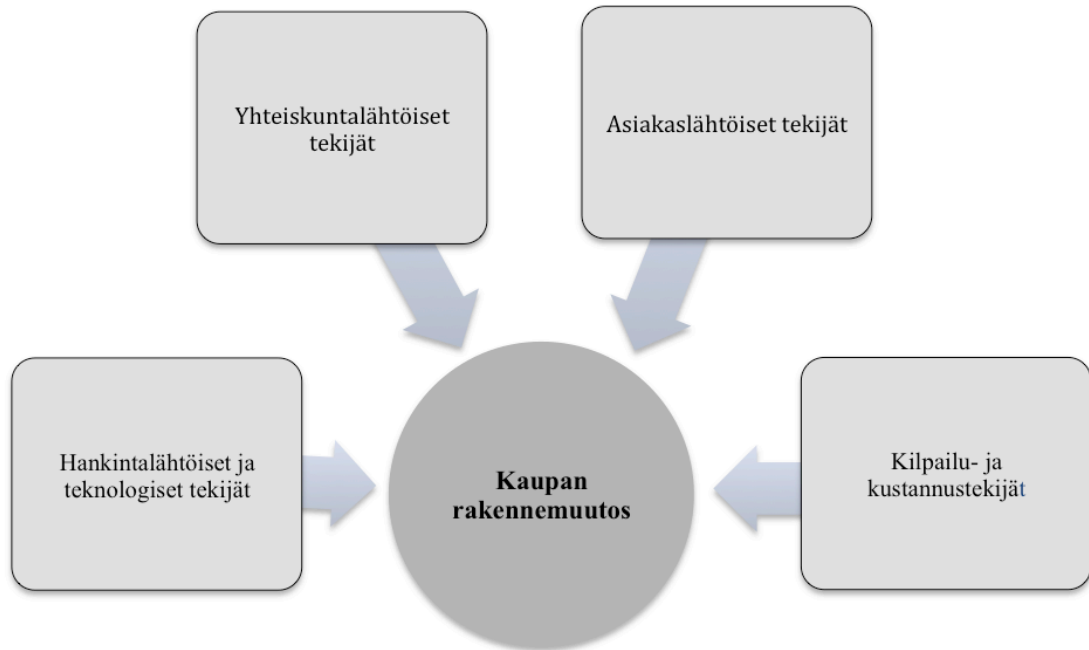 Yhteiskuntalähtöiset
tekijät
Asiakaslähtöiset tekijät
Hankintalähtöiset ja
teknologiset tekijät
Kaupan
rakennemuutos
Kilpailu- ja
kustannustekijät